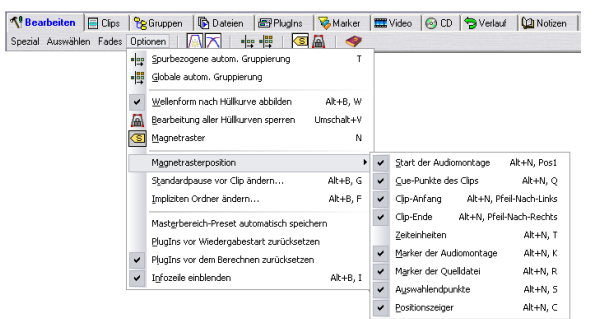 Bearbeiten Clips Gruppen Dateien PlugIns Marker Video CD Verlauf Notizen
Spezial Auswählen Fades Optionen
Spurbezogene autom. Gruppierung T
Globale autom. Gruppierung
Wellenform nach Hüllkurve abbilden Alt+B, W
Bearbeitung aller Hüllkurven sperren Umschalt+V
Magnetraster N
Magnetrasterposition
Standardpause vor Clip ändern... Alt+B, G
Impliziten Ordner ändern... Alt+B, F
Masterbereich-Preset automatisch speichern
PlugIns vor Wiedergabestart zurücksetzen
PlugIns vor dem Berechnen zurücksetzen
Infozeile einblenden Alt+B, I
Start der Audiomontage Alt+N, Pos1
Cue-Punkte des Clips Alt+N, Q
Clip-Anfang Alt+N, Pfeil-Nach-Links
Clip-Ende Alt+N, Pfeil-Nach-Rechts
Zeiteinheiten Alt+N, T
Marker der Audiomontage Alt+N, K
Marker der Quelldatei Alt+N, R
Auswahlendpunkte Alt+N, S
Positionszeiger Alt+N, C